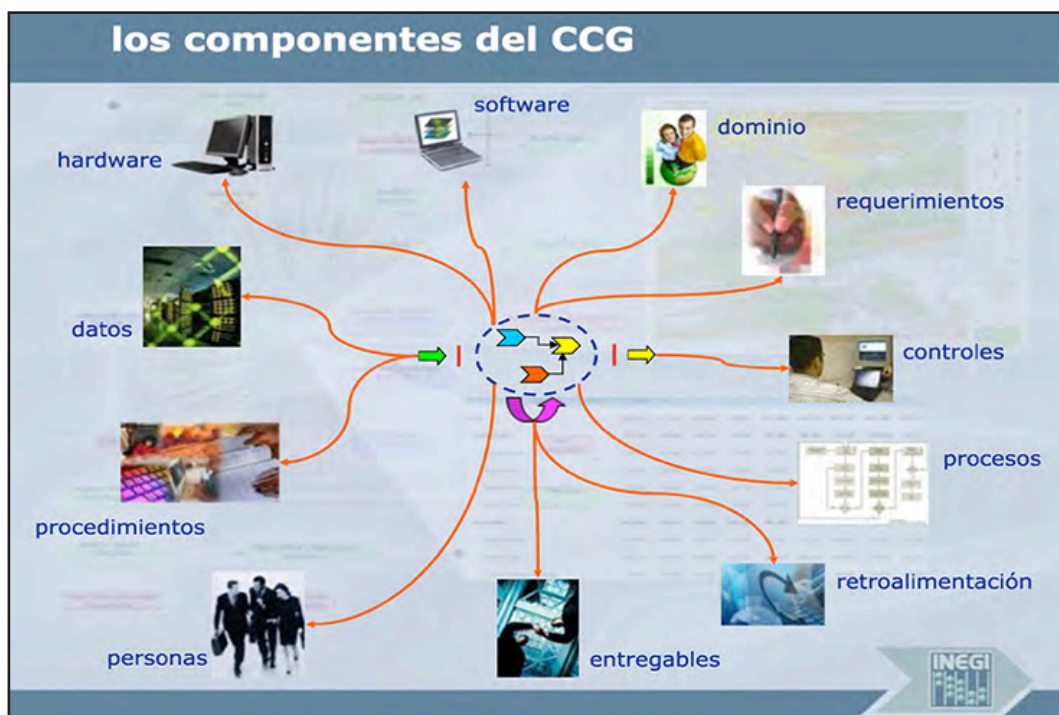 los componentes del CCG
software
dominio
hardware
requerimientos
datos
controles
procesos
procedimientos
retroalimentación
personas
entregables
INEGI